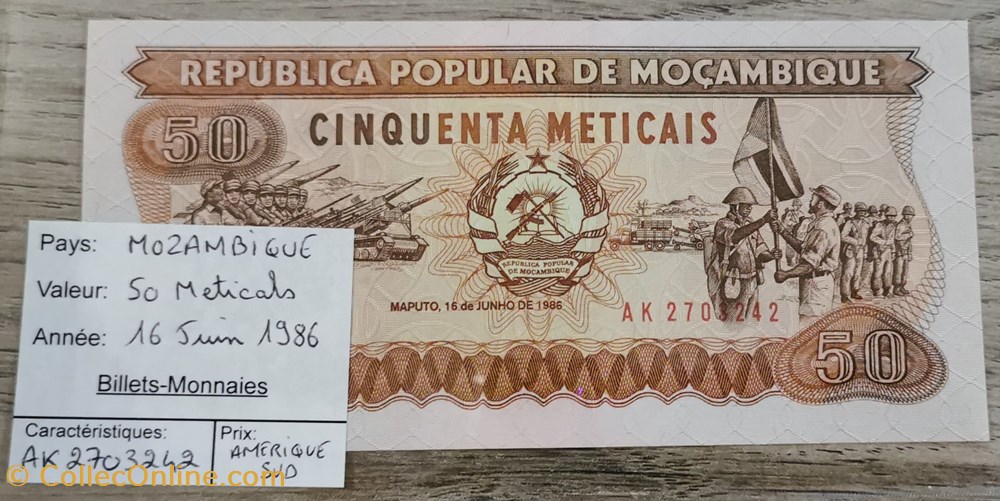 REPÚBLICA POPULAR DE MOÇAMBIQUE
50
CINQUENTA METICAIS
REPÚBLICA POPULAR
DE MOÇAMBIQUE
MAPUTO, 16 de JUNHO DE 1986
AK 2703242
50
Pays: MOZAMBIQUE
Valeur: 50 Meticals
Année: 16 Juin 1986
Billets-Monnaies
Caractéristiques:
AK 2703242
Prix:
AMERIQUE
SUD
© CollecOnline.com